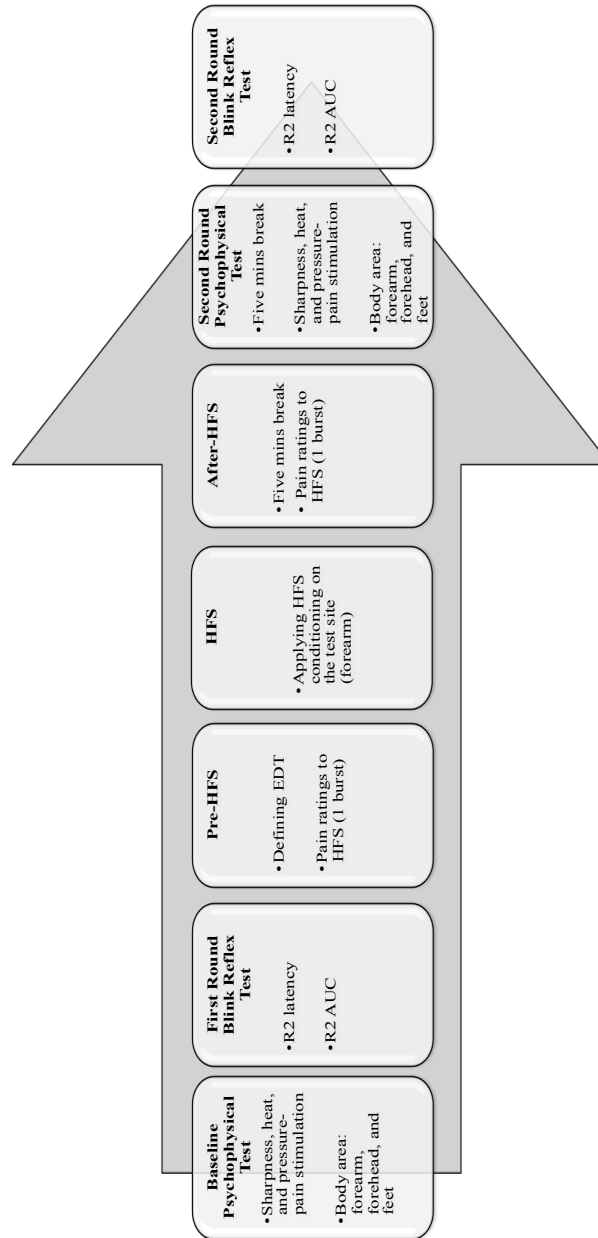 Baseline
Psychophysical
Test
•Sharpness, heat,
and pressure-
pain stimulation
•Body area:
forearm,
forehead, and
feet
First Round
Blink Reflex
Test
•R2 latency
•R2 AUC
Pre-HFS
•Defining EDT
•Pain ratings to
HFS (1 burst)
HFS
•Applying HFS
conditioning on
the test site
(forearm)
After-HFS
•Five mins break
• Pain ratings to
HFS (1 burst)
Second Round
Psychophysical
Test
•Five mins break
•Sharpness, heat,
and pressure-
pain stimulation
•Body area:
forearm,
forehead, and
feet
Second Round
Blink Reflex
Test
•R2 latency
•R2 AUC